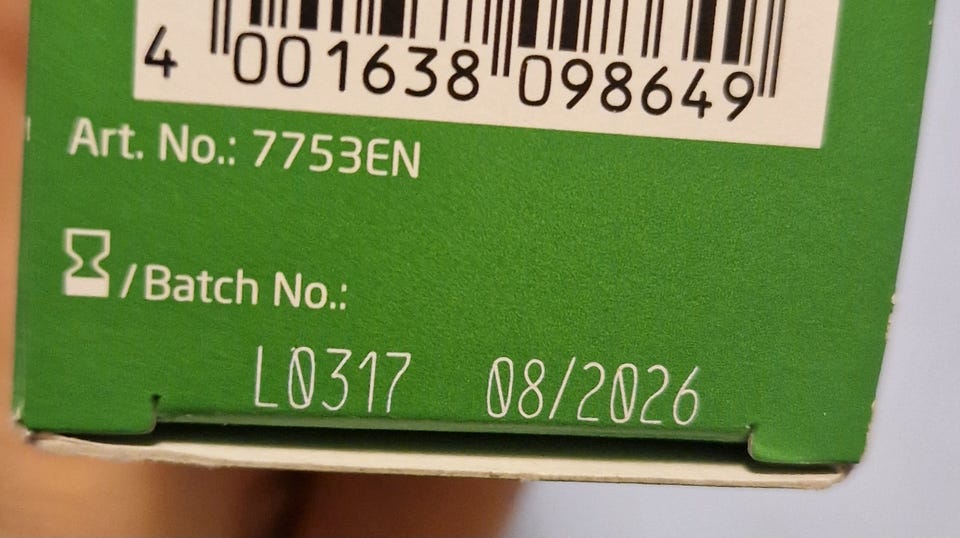 4 001638 098649
Art. No.: 7753EN
/Batch No.:
L0317 08/2026